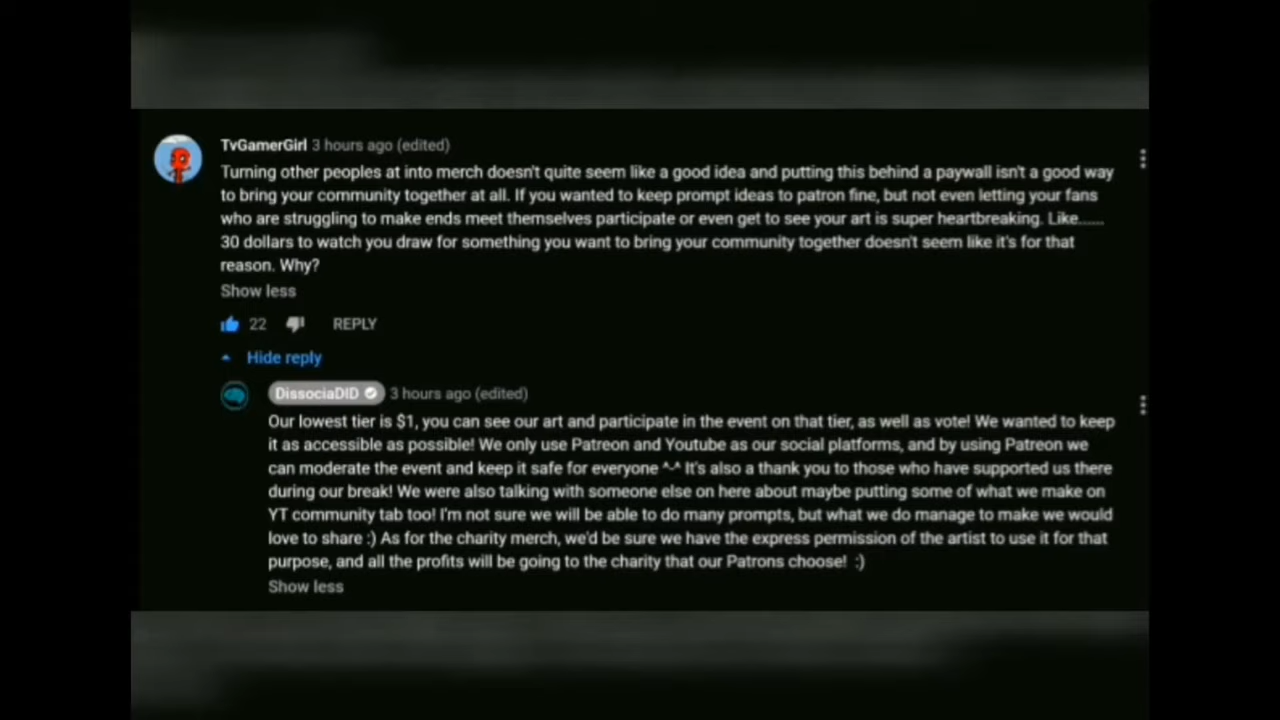 TvGamerGirl 3 hours ago (edited)
Turning other peoples at into merch doesn't quite seem like a good idea and putting this behind a paywall isn't a good way
to bring your community together at all. If you wanted to keep prompt ideas to patron fine, but not even letting your fans
who are struggling to make ends meet themselves participate or even get to see your art is super heartbreaking. Like......
30 dollars to watch you draw for something you want to bring your community together doesn't seem like it's for that
reason. Why?
Show less
22 REPLY
Hide reply
DissociaDID 3 hours ago (edited)
Our lowest tier is $1, you can see our art and participate in the event on that tier, as well as vote! We wanted to keep
it as accessible as possible! We only use Patreon and Youtube as our social platforms, and by using Patreon we
can moderate the event and keep it safe for everyone ^-^ It's also a thank you to those who have supported us there
during our break! We were also talking with someone else on here about maybe putting some of what we make on
YT community tab too! I'm not sure we will be able to do many prompts, but what we do manage to make we would
love to share :) As for the charity merch, we'd be sure we have the express permission of the artist to use it for that
purpose, and all the profits will be going to the charity that our Patrons choose! :)
Show less